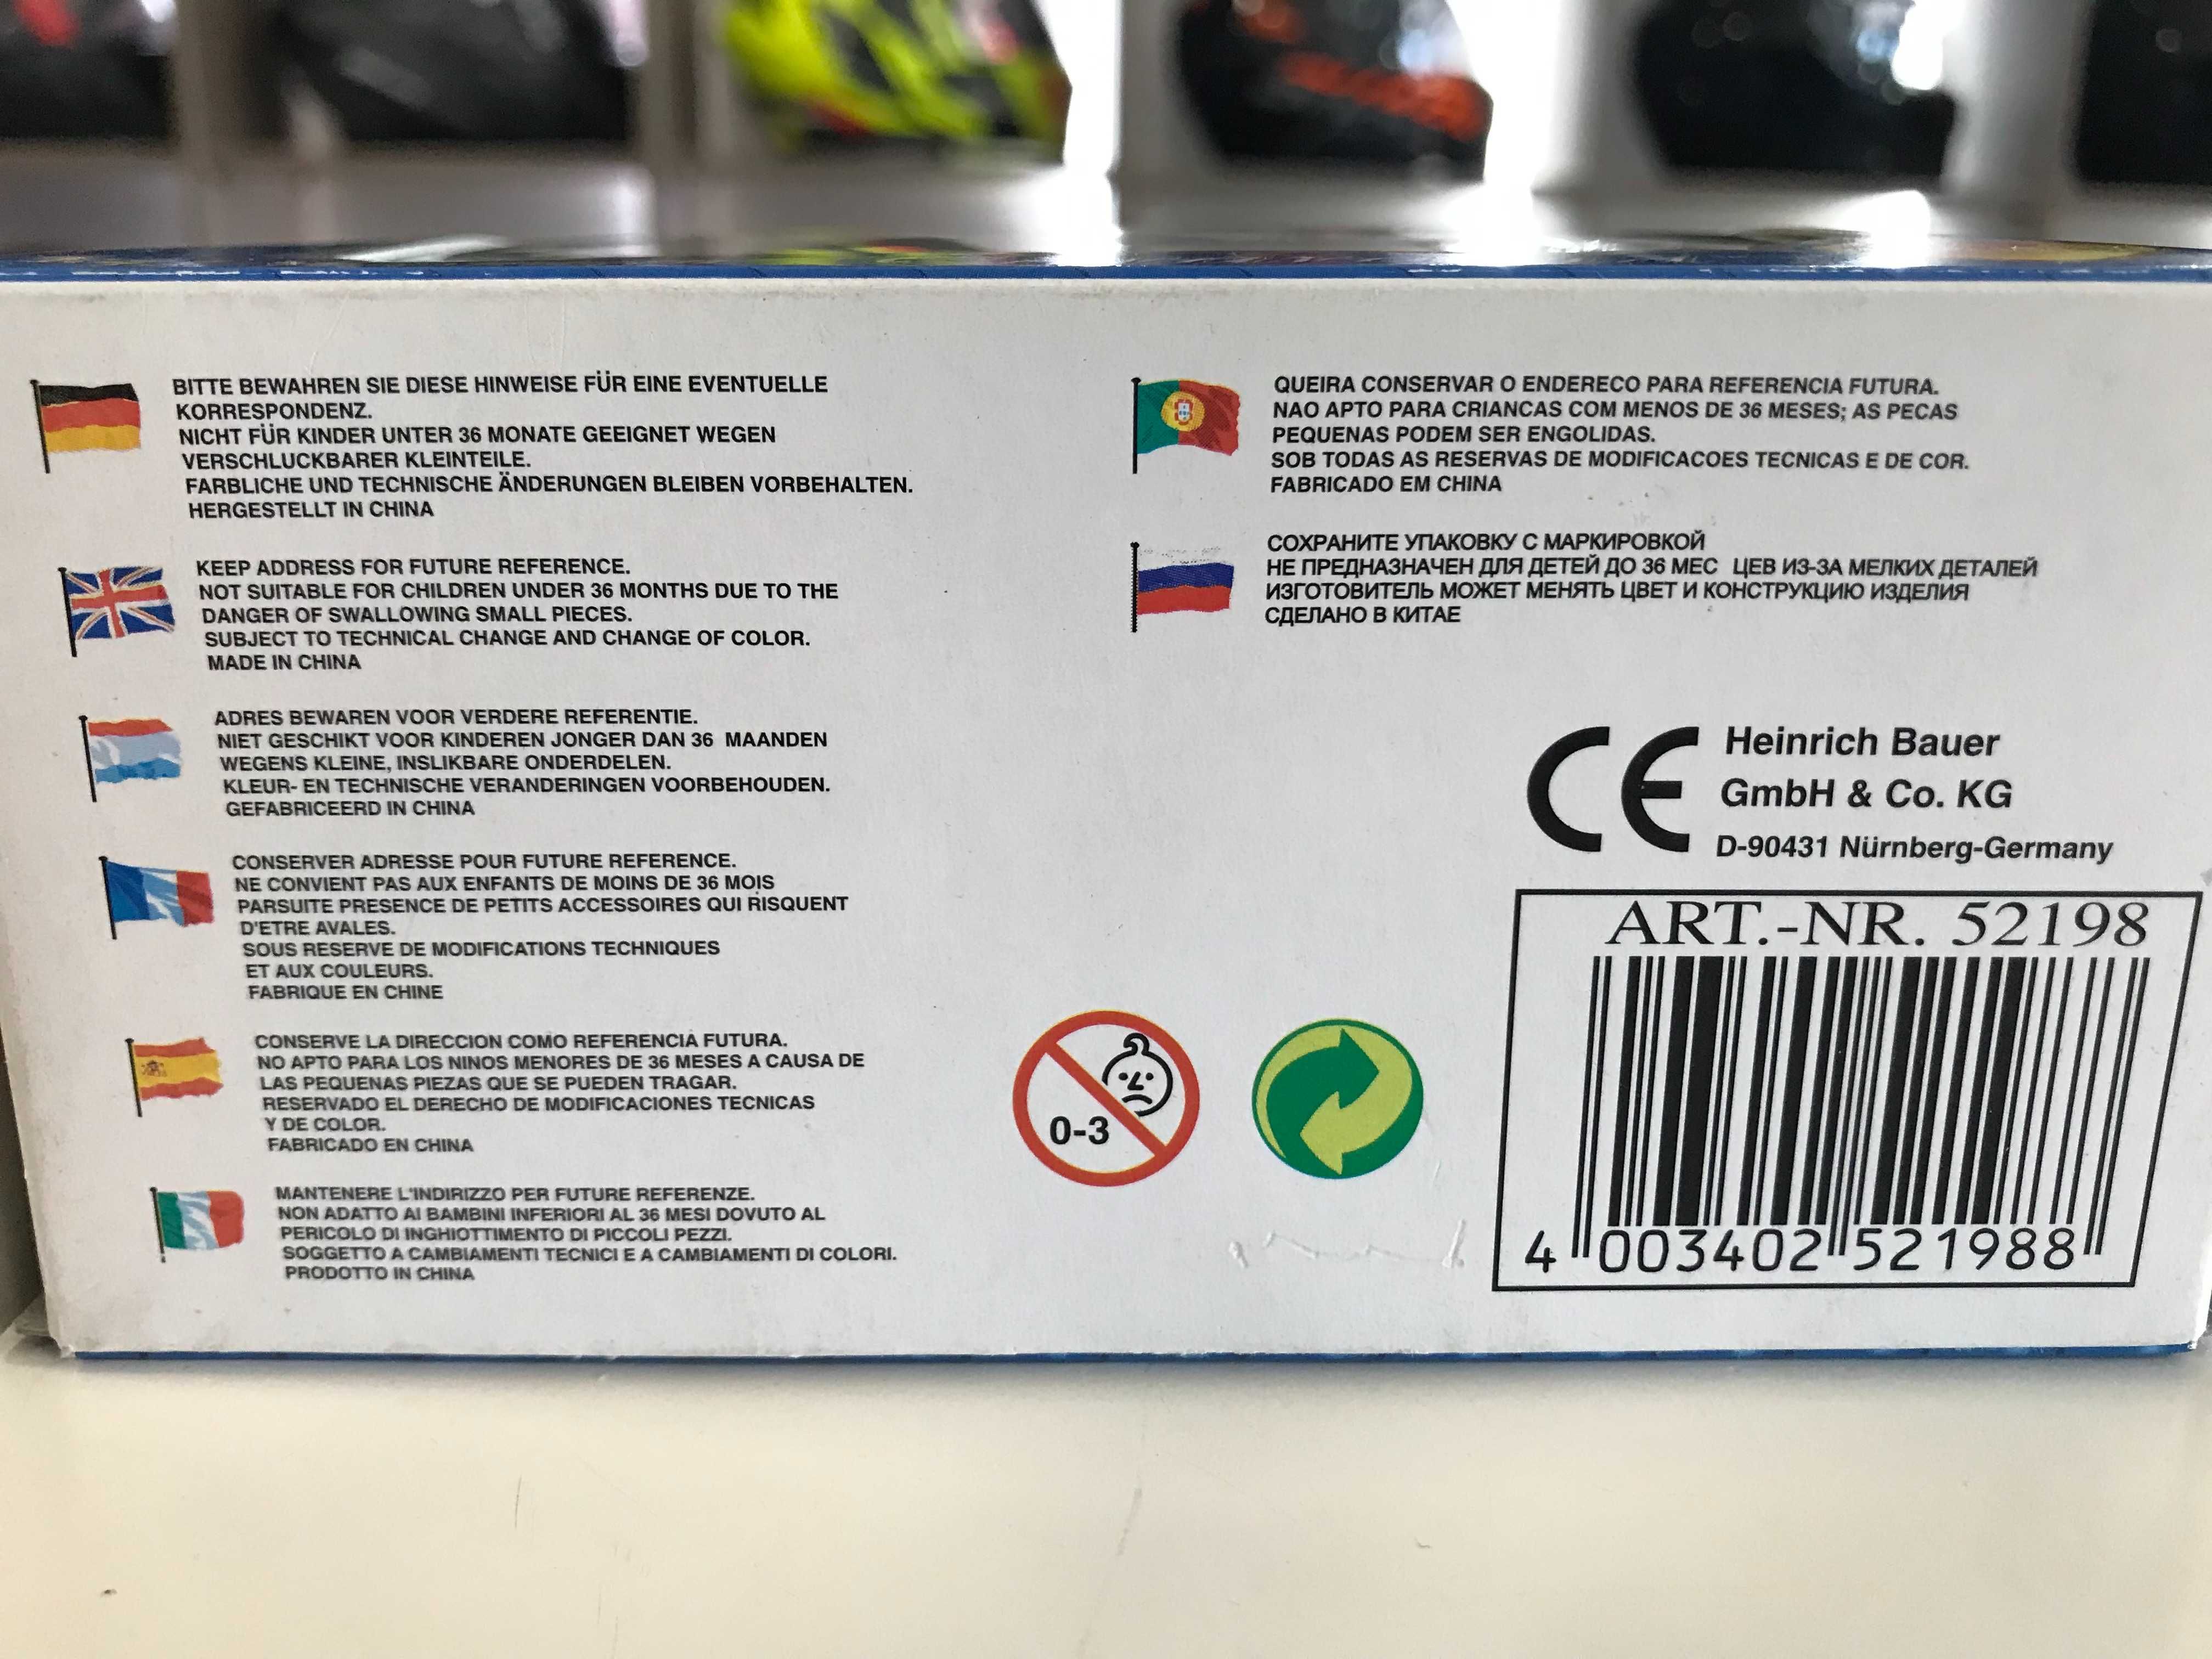 BITTE BEWAHREN SIE DIESE HINWEISE FÜR EINE EVENTUELLE
KORRESPONDENZ.
NICHT FÜR KINDER UNTER 36 MONATE GEEIGNET WEGEN
VERSCHLUCKBARER KLEINTEILE.
FARBLICHE UND TECHNISCHE ÄNDERUNGEN BLEIBEN VORBEHALTEN.
HERGESTELLT IN CHINA
KEEP ADDRESS FOR FUTURE REFERENCE.
NOT SUITABLE FOR CHILDREN UNDER 36 MONTHS DUE TO THE
DANGER OF SWALLOWING SMALL PIECES.
SUBJECT TO TECHNICAL CHANGE AND CHANGE OF COLOR.
MADE IN CHINA
ADRES BEWAREN VOOR VERDERE REFERENTIE.
NIET GESCHIKT VOOR KINDEREN JONGER DAN 36 MAANDEN
WEGENS KLEINE, INSLIKBARE ONDERDELEN.
KLEUR- EN TECHNISCHE VERANDERINGEN VOORBEHOUDEN.
GEFABRICEERD IN CHINA
CONSERVER ADRESSE POUR FUTURE REFERENCE.
NE CONVIENT PAS AUX ENFANTS DE MOINS DE 36 MOIS
PARSUITE PRESENCE DE PETITS ACCESSOIRES QUI RISQUENT
D'ETRE AVALES.
SOUS RESERVE DE MODIFICATIONS TECHNIQUES
ET AUX COULEURS.
FABRIQUE EN CHINE
CONSERVE LA DIRECCION COMO REFERENCIA FUTURA.
NO APTO PARA LOS NINOS MENORES DE 36 MESES A CAUSA DE
LAS PEQUENAS PIEZAS QUE SE PUEDEN TRAGAR.
RESERVADO EL DERECHO DE MODIFICACIONES TECNICAS
Y DE COLOR.
FABRICADO EN CHINA
MANTENERE L'INDIRIZZO PER FUTURE REFERENZE.
NON ADATTO AI BAMBINI INFERIORI AL 36 MESI DOVUTO AL
PERICOLO DI INGHIOTTIMENTO DI PICCOLI PEZZI.
SOGGETTO A CAMBIAMENTI TECNICI E A CAMBIAMENTI DI COLORI.
PRODOTTO IN CHINA
QUEIRA CONSERVAR O ENDERECO PARA REFERENCIA FUTURA.
NAO APTO PARA CRIANCAS COM MENOS DE 36 MESES; AS PECAS
PEQUENAS PODEM SER ENGOLIDAS.
SOB TODAS AS RESERVAS DE MODIFICACOES TECNICAS E DE COR.
FABRICADO EM CHINA
СОХРАНИТЕ УПАКОВКУ С МАРКИРОВКОЙ
НЕ ПРЕДНАЗНАЧЕН ДЛЯ ДЕТЕЙ ДО 36 МЕС ЦЕВ ИЗ-ЗА МЕЛКИХ ДЕТАЛЕЙ
ИЗГОТОВИТЕЛЬ МОЖЕТ МЕНЯТЬ ЦВЕТ И КОНСТРУКЦИЮ ИЗДЕЛИЯ
СДЕЛАНО В КИТАЕ
CE
Heinrich Bauer
GmbH & Co. KG
D-90431 Nürnberg-Germany
0-3
ART.-NR. 52198
4 003402 521988